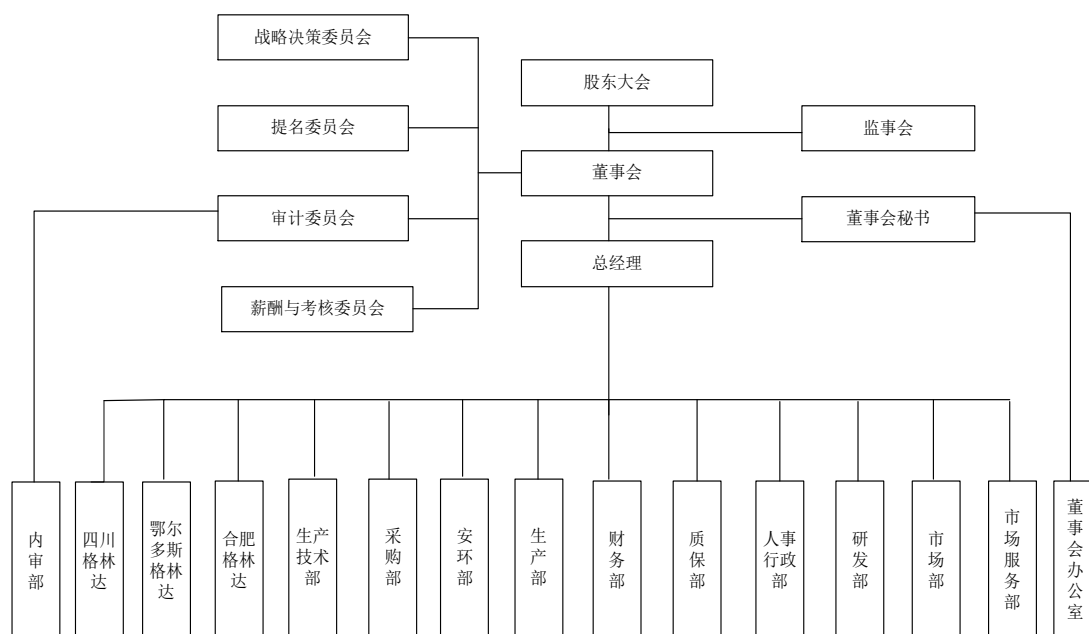 战略决策委员会
股东大会
提名委员会
监事会
董事会
审计委员会
董事会秘书
总经理
薪酬与考核委员会
内审部
四川
格林
达
鄂尔
多斯
格林
达
合肥
格林
达
生产
技术
部
采购部
安环部
生产部
财务部
质保部
人事
行政
部
研发部
市场部
市场服务部
董事会办公室